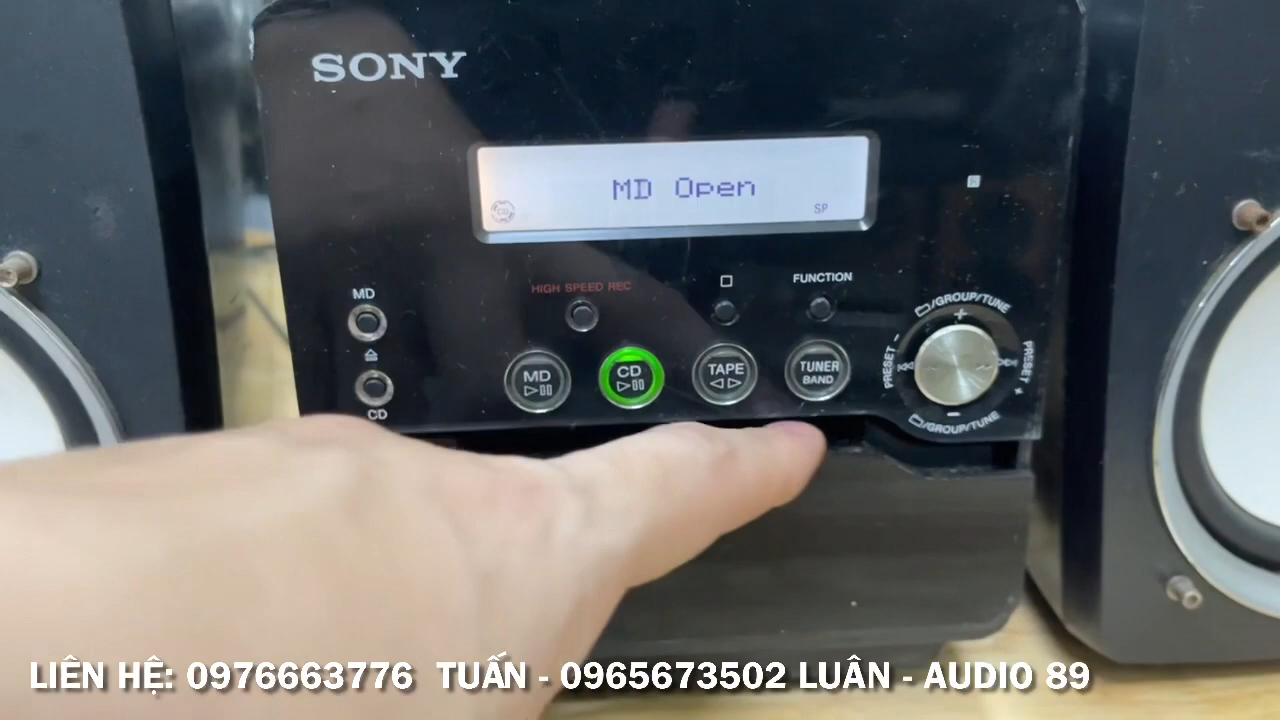 SONY
MD Open
CD
SP
MD
HIGH SPEED REC
FUNCTION
/GROUP/TUNE
+
PRESET -
PRESET +
MD
CD
TAPE
TUNER
BAND
CD
-
/GROUP/TUNE
LIÊN HỆ: 0976663776 TUẤN - 0965673502 LUÂN - AUDIO 89